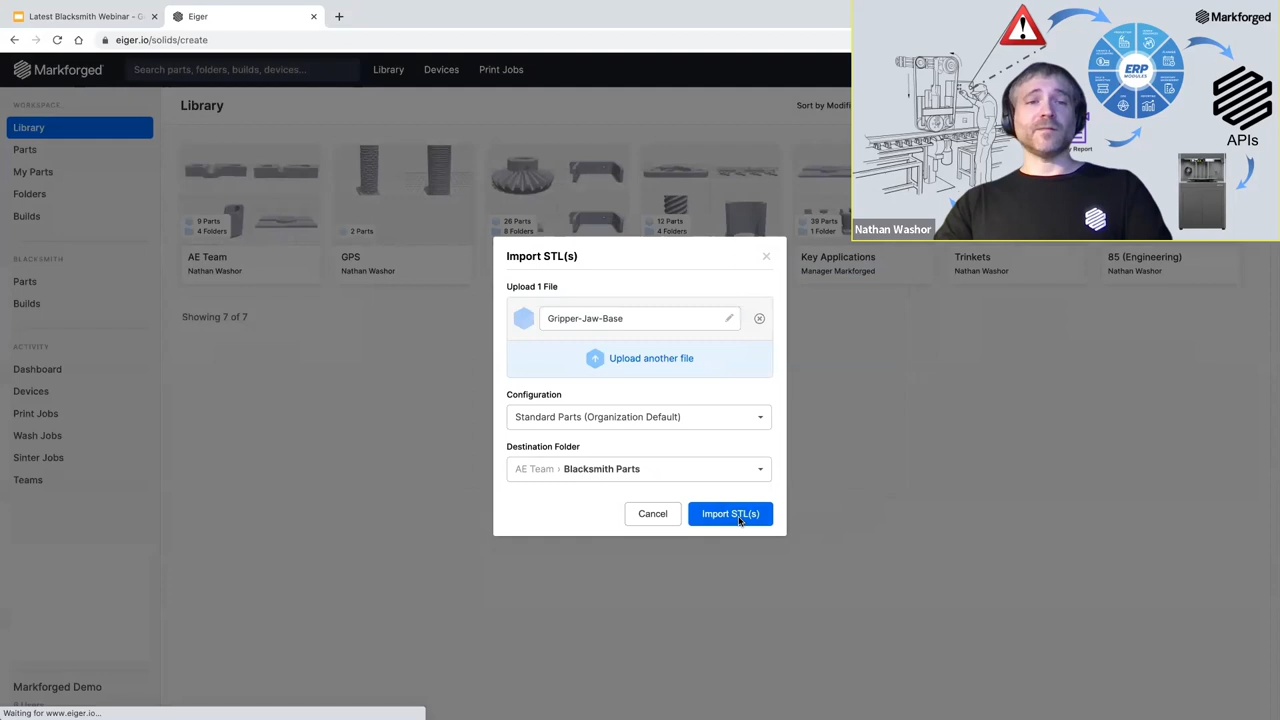 Latest Blacksmith Webinar - G
Eiger
eiger.io/solids/create
Markforged
Search parts, folders, builds, devices...
Library
Devices
Print Jobs
WORKSPACE
Library
Parts
My Parts
Folders
Builds
BLACKSMITH
Parts
Builds
ACTIVITY
Dashboard
Devices
Print Jobs
Wash Jobs
Sinter Jobs
Teams
Markforged Demo
Library
Sort by Modifi
9 Parts
4 Folders
AE Team
Nathan Washor
2 Parts
GPS
Nathan Washor
26 Parts
8 Folders
12 Parts
4 Folders
39 Parts
1 Folder
Key Applications
Manager Markforged
Trinkets
Nathan Washor
85 (Engineering)
Nathan Washor
Showing 7 of 7
Import STL(s)
Upload 1 File
Gripper-Jaw-Base
Upload another file
Configuration
Standard Parts (Organization Default)
Destination Folder
AE Team › Blacksmith Parts
Cancel
Import STL(s)
Markforged
ERP
MODULES
Report
APIs
Nathan Washor
Waiting for www.eiger.io...